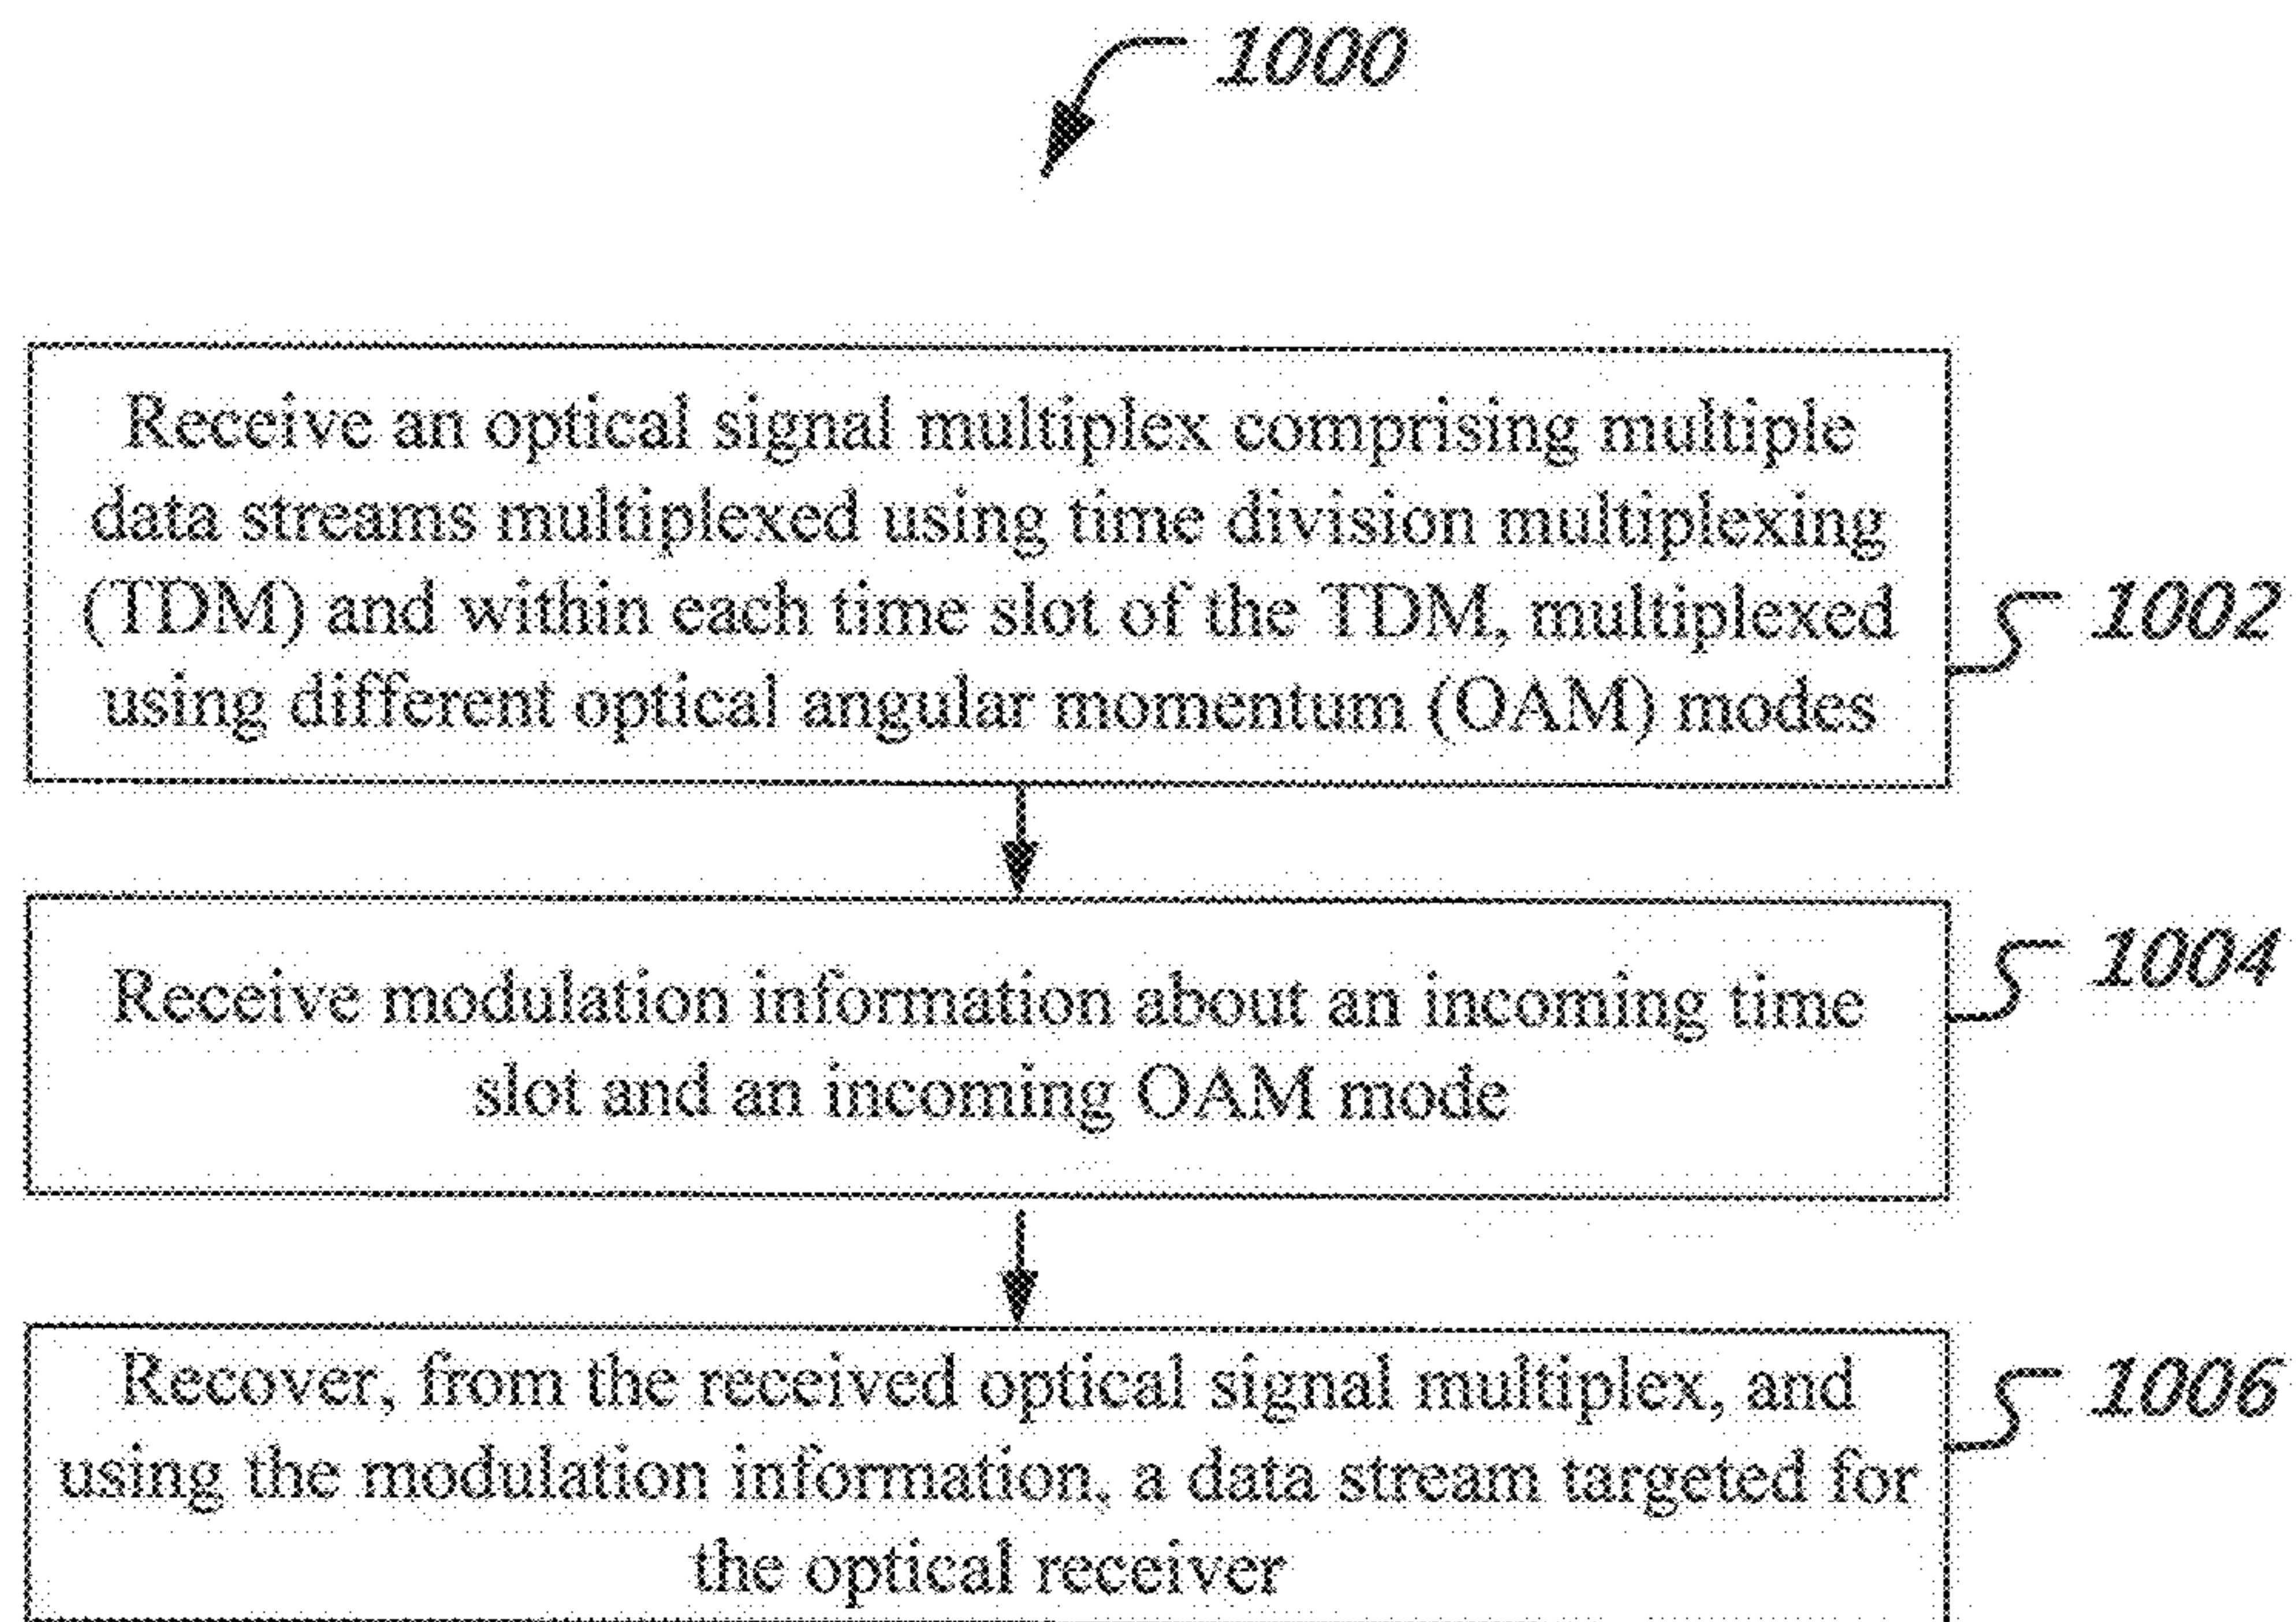 1000
Receive an optical signal multiplex comprising multiple
data streams multiplexed using time division multiplexing
(TDM) and within each time slot of the TDM, multiplexed
using different optical angular momentum (OAM) modes
1002
Receive modulation information about an incoming time
slot and an incoming OAM mode
1004
Recover, from the received optical signal multiplex, and
using the modulation information, a data stream targeted for
the optical receiver
1006